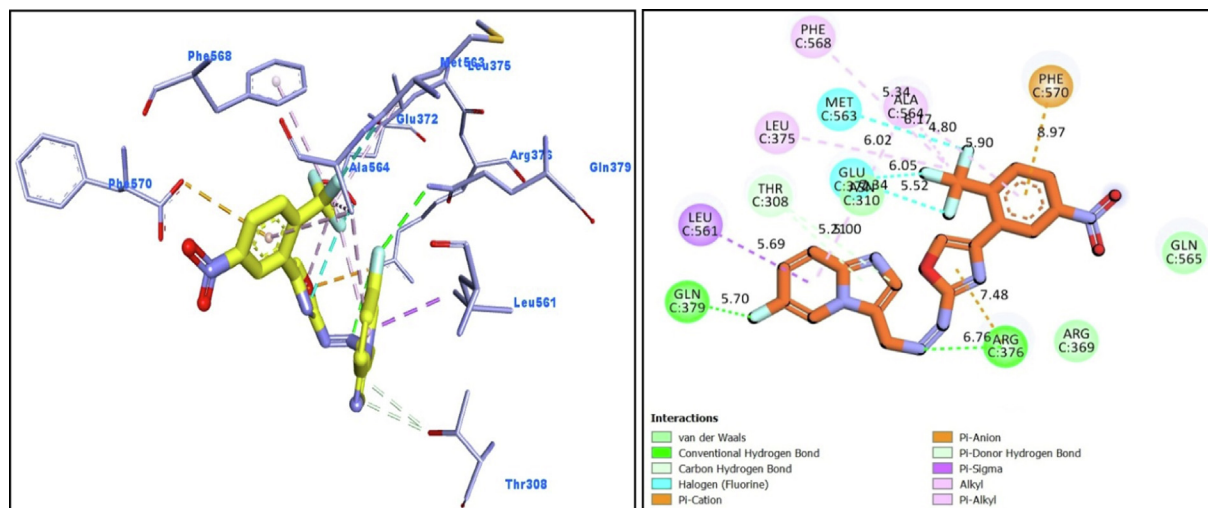 Phe568
Met563
Leu375
Glu372
Arg376
Gln379
Ala564
Phe570
Leu561
Thr308
PHE
C:568
PHE
C:570
MET
C:563
ALA
C:564
LEU
C:375
5.34
6.17
4.80
5.90
8.97
6.02
6.05
GLU
5.52
THR
C:308
C:310
LEU
C:561
5.69
GLN
C:565
GLN
C:379
5.70
7.48
6.76
ARG
C:376
ARG
C:369
Interactions
van der Waals
Conventional Hydrogen Bond
Carbon Hydrogen Bond
Halogen (Fluorine)
Pi-Cation
Pi-Anion
Pi-Donor Hydrogen Bond
Pi-Sigma
Alkyl
Pi-Alkyl